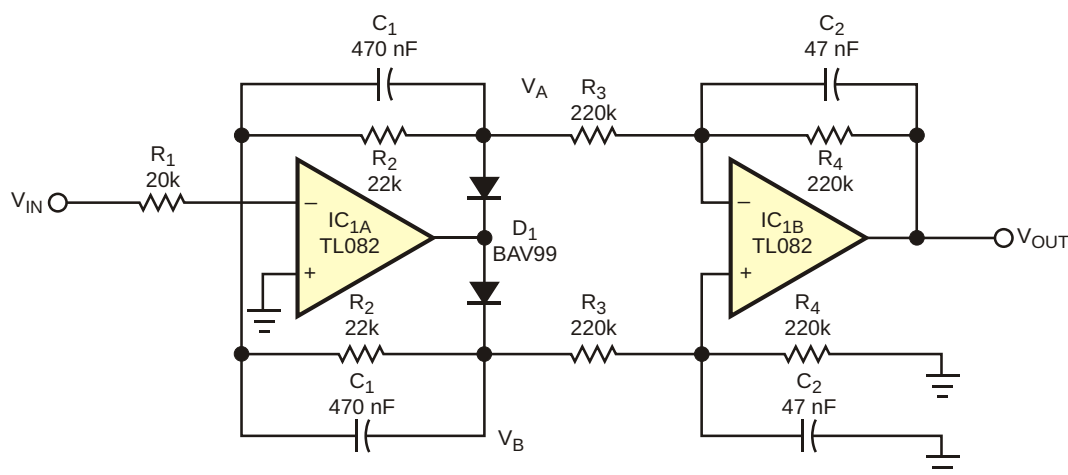 C1
470 nF
C2
47 nF
VA
R3
220k
R1
20k
R2
22k
R4
220k
VIN
–
IC1A
TL082
+
D1
BAV99
–
IC1B
TL082
+
VOUT
R2
22k
R3
220k
R4
220k
C1
470 nF
C2
47 nF
VB